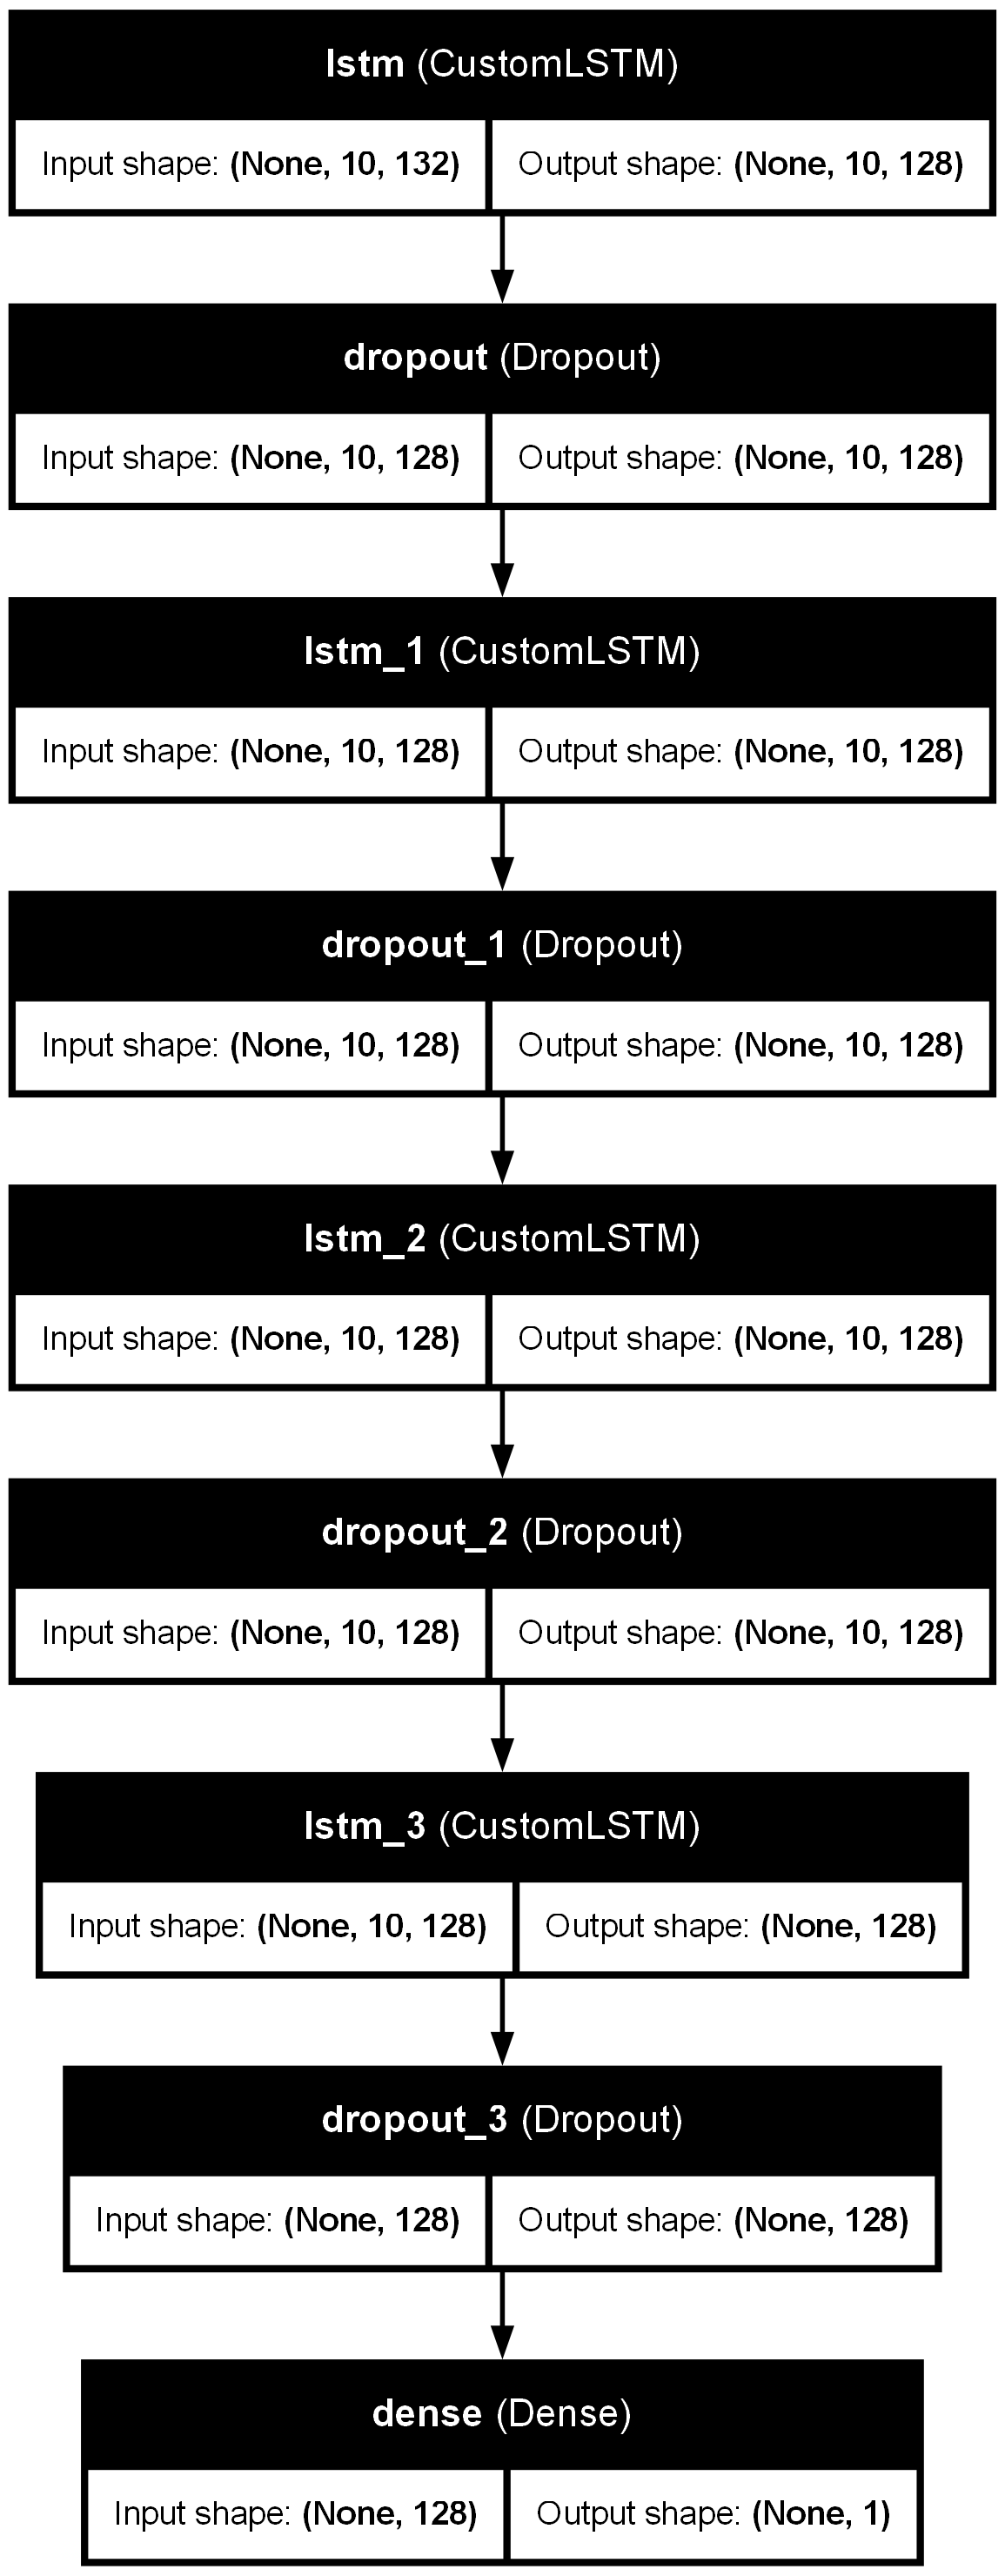 lstm (CustomLSTM)
Input shape: (None, 10, 132) Output shape: (None, 10, 128)
dropout (Dropout)
Input shape: (None, 10, 128) Output shape: (None, 10, 128)
lstm_1 (CustomLSTM)
Input shape: (None, 10, 128) Output shape: (None, 10, 128)
dropout_1 (Dropout)
Input shape: (None, 10, 128) Output shape: (None, 10, 128)
lstm_2 (CustomLSTM)
Input shape: (None, 10, 128) Output shape: (None, 10, 128)
dropout_2 (Dropout)
Input shape: (None, 10, 128) Output shape: (None, 10, 128)
lstm_3 (CustomLSTM)
Input shape: (None, 10, 128) Output shape: (None, 128)
dropout_3 (Dropout)
Input shape: (None, 128) Output shape: (None, 128)
dense (Dense)
Input shape: (None, 128) Output shape: (None, 1)